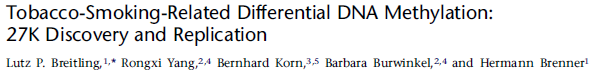 Tobacco-Smoking-Related Differential DNA Methylation:
27K Discovery and Replication
Lutz P. Breitling,1,* Rongxi Yang,2,4 Bernhard Korn,3,5 Barbara Burwinkel,2,4 and Hermann Brenner1